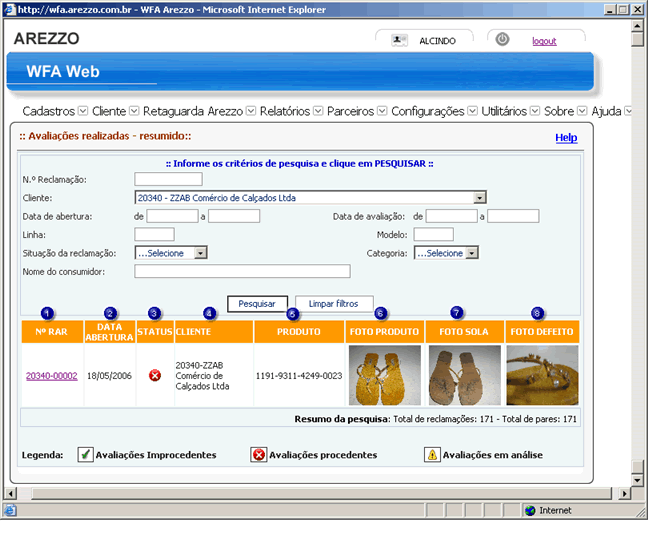 http://wfa.arezzo.com.br - WFA Arezzo - Microsoft Internet Explorer
AREZZO
ALCINDO
logout
WFA Web
Cadastros Cliente Retaguarda Arezzo Relatórios Parceiros Configurações Utilitários Sobre Ajuda
:: Avaliações realizadas - resumido::
Help
:: Informe os critérios de pesquisa e clique em PESQUISAR ::
N.º Reclamação:
Cliente: 20340 - ZZAB Comércio de Calçados Ltda
Data de abertura: de a Data de avaliação: de a
Linha: Modelo:
Situação da reclamação: ...Selecione Categoria: ...Selecione
Nome do consumidor:
Pesquisar Limpar filtros
1 2 3 4 5 6 7 8
Nº RAR DATA ABERTURA STATUS CLIENTE PRODUTO FOTO PRODUTO FOTO SOLA FOTO DEFEITO
20340-00002 18/05/2006 20340-ZZAB Comércio de Calçados Ltda 1191-9311-4249-0023
Resumo da pesquisa: Total de reclamações: 171 - Total de pares: 171
Legenda: Avaliações Improcedentes Avaliações procedentes Avaliações em análise
Internet